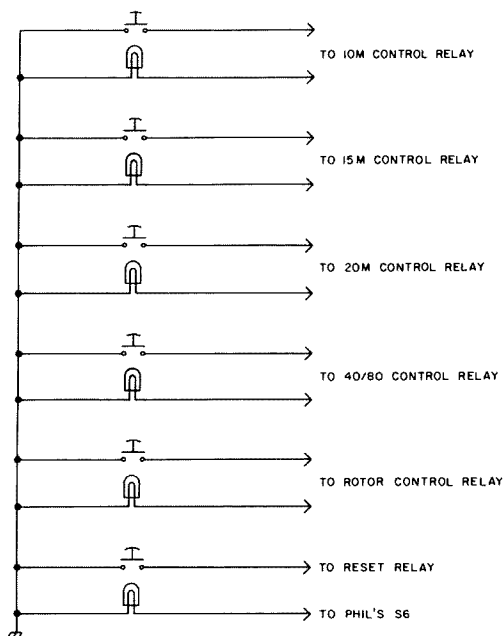 TO 10M CONTROL RELAY
TO 15M CONTROL RELAY
TO 20M CONTROL RELAY
TO 40/80 CONTROL RELAY
TO ROTOR CONTROL RELAY
TO RESET RELAY
TO PHIL'S S6